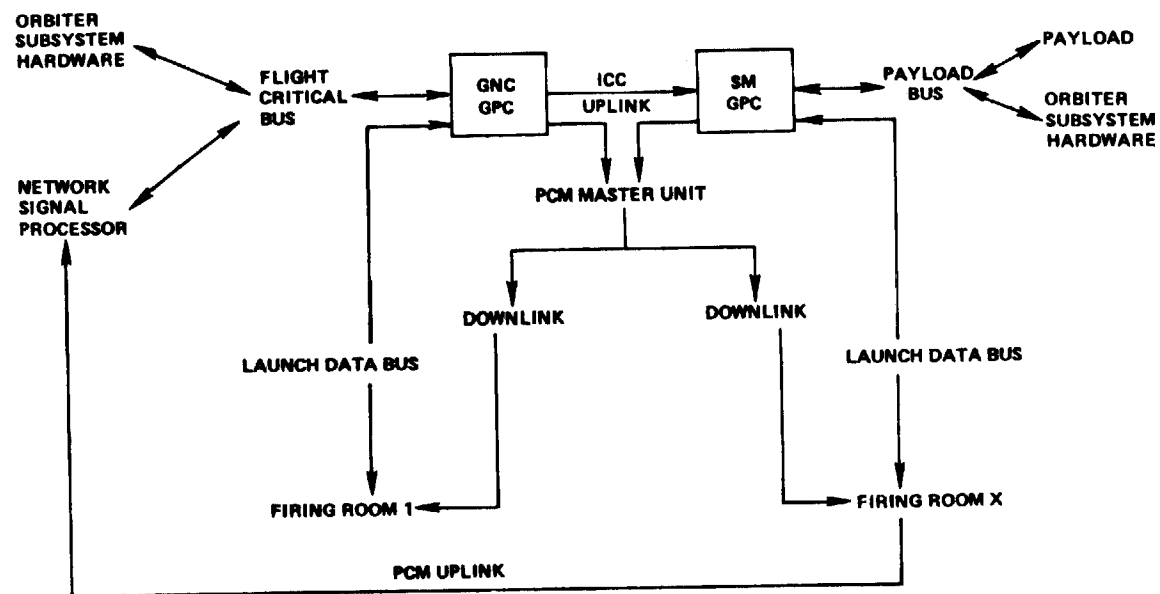 ORBITER
SUBSYSTEM
HARDWARE
FLIGHT
CRITICAL
BUS
GNC
GPC
ICC
UPLINK
SM
GPC
PAYLOAD
BUS
PAYLOAD
ORBITER
SUBSYSTEM
HARDWARE
NETWORK
SIGNAL
PROCESSOR
PCM MASTER UNIT
DOWNLINK
DOWNLINK
LAUNCH DATA BUS
LAUNCH DATA BUS
FIRING ROOM 1
FIRING ROOM X
PCM UPLINK